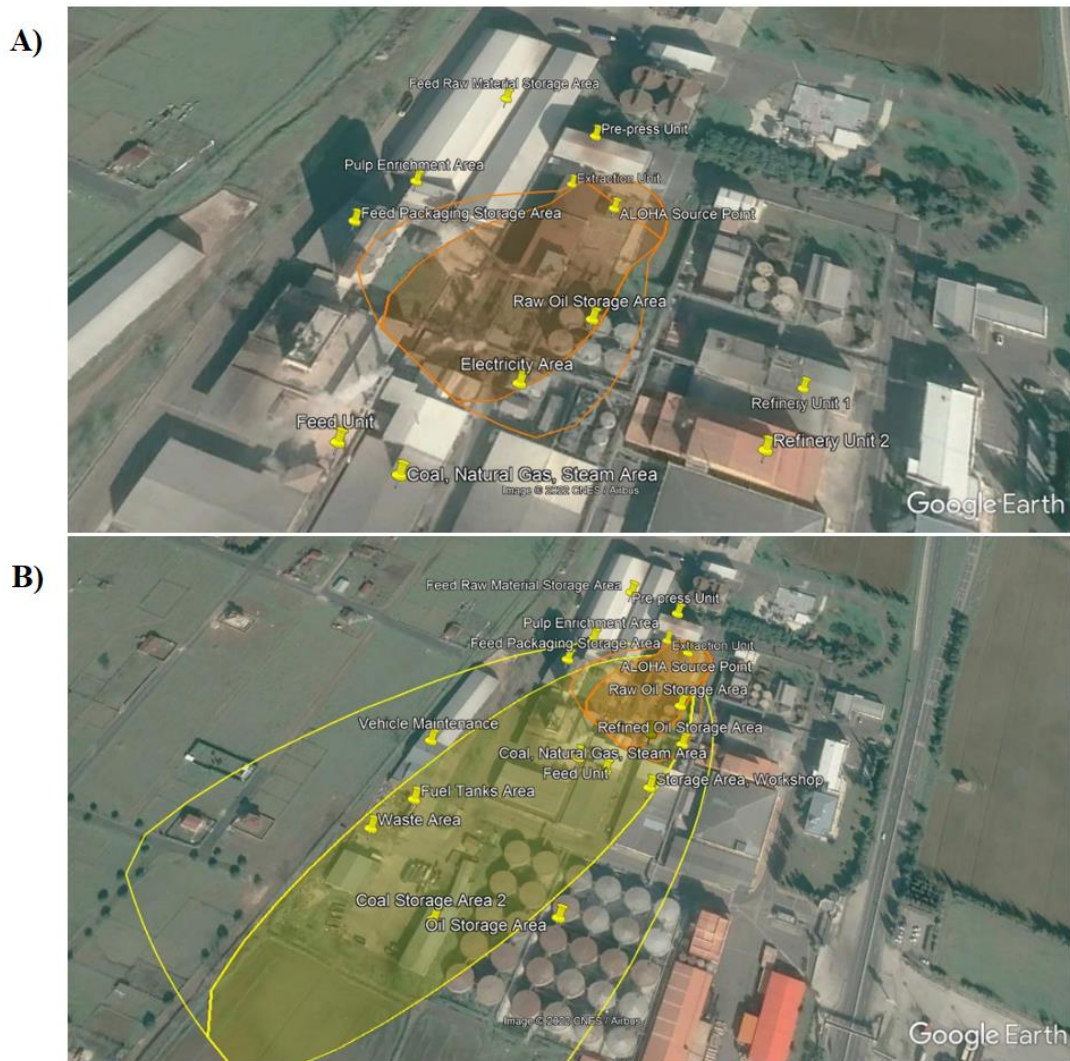 A)
Feed Raw Material Storage Area
Pre-press Unit
Pulp Enrichment Area
Extraction Unit
Feed Packaging Storage Area
ALOHA Source Point
Raw Oil Storage Area
Electricity Area
Refinery Unit 1
Feed Unit
Refinery Unit 2
Coal, Natural Gas, Steam Area
Image © 2022 CNES / Airbus
Google Earth
B)
Feed Raw Material Storage Area
Pre-press Unit
Pulp Enrichment Area
Feed Packaging Storage Area
Extraction Unit
ALOHA Source Point
Raw Oil Storage Area
Vehicle Maintenance
Refined Oil Storage Area
Coal, Natural Gas, Steam Area
Feed Unit
Storage Area, Workshop
Fuel Tanks Area
Waste Area
Coal Storage Area 2
Oil Storage Area
Image © 2022 CNES / Airbus
Google Earth